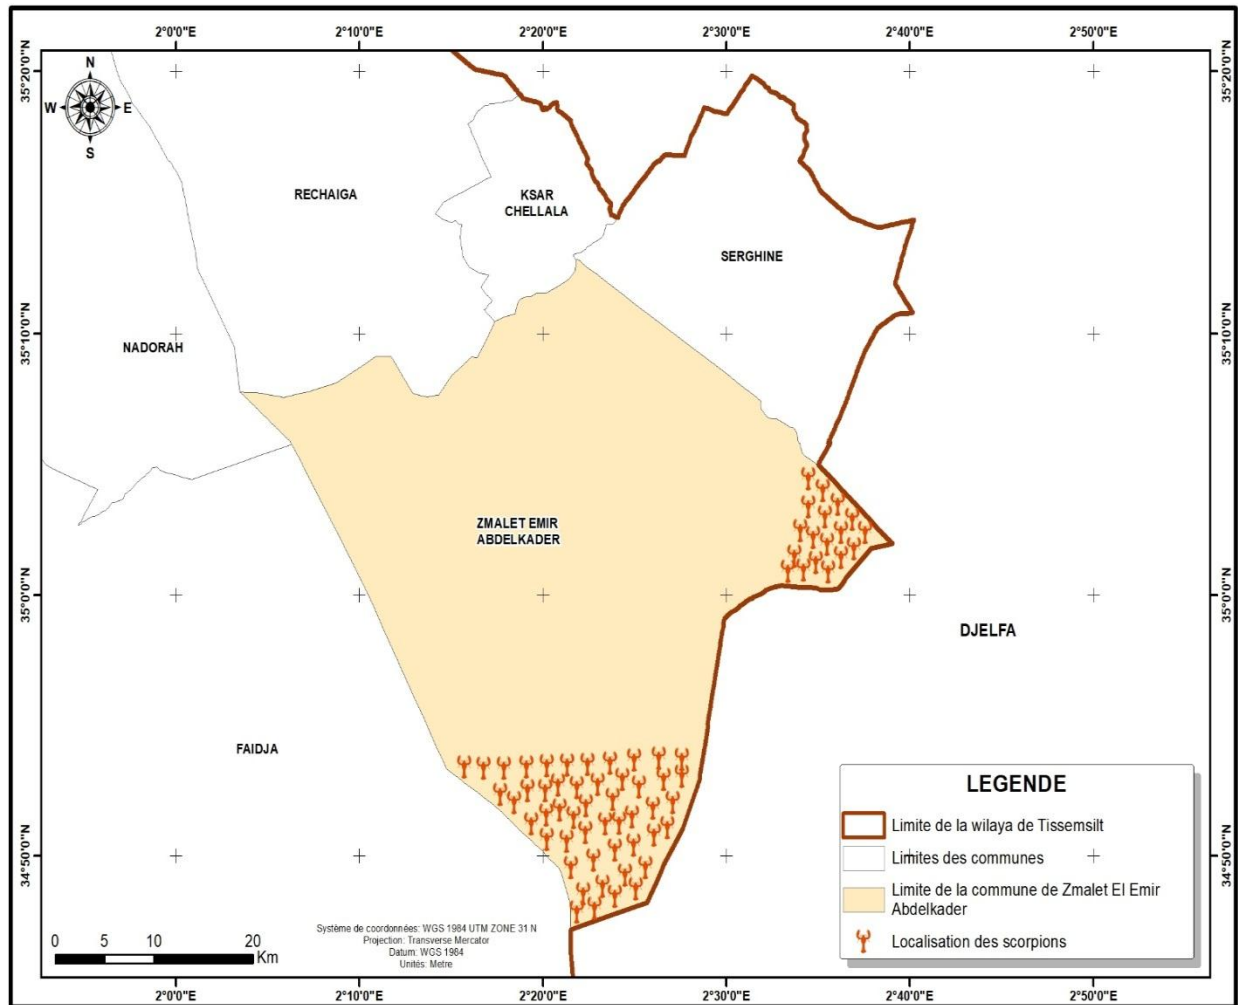 2°0'0"E 2°10'0"E 2°20'0"E 2°30'0"E 2°40'0"E 2°50'0"E
35°20'0"N
35°20'0"N
N
W E
S
RECHAIGA
KSAR
CHELLALA
SERGHINE
35°10'0"N
35°10'0"N
NADORAH
ZMALET EMIR
ABDELKADER
35°0'0"N
35°0'0"N
DJELFA
FAIDJA
34°50'0"N
34°50'0"N
LEGENDE
Limite de la wilaya de Tissemsilt
Limites des communes
Limite de la commune de Zmalet El Emir
Abdelkader
Localisation des scorpions
Système de coordonnées: WGS 1984 UTM ZONE 31 N
Projection: Transverse Mercator
Datum: WGS 1984
Unités: Metre
0 5 10 20
Km
2°0'0"E 2°10'0"E 2°20'0"E 2°30'0"E 2°40'0"E 2°50'0"E